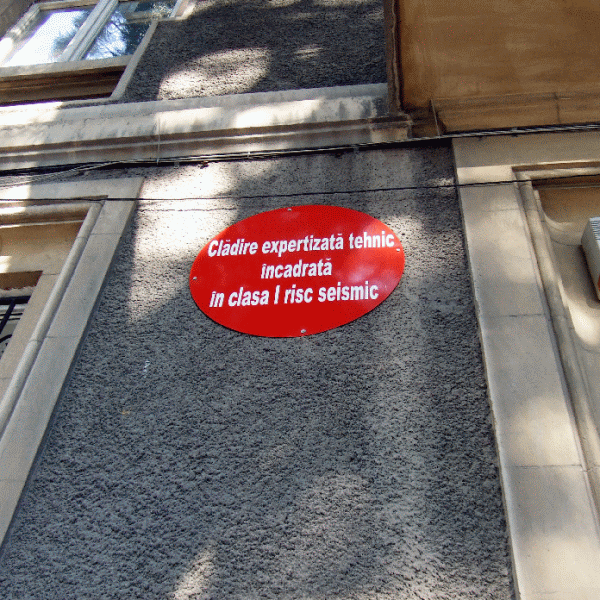 Clădire expertizată tehnic
încadrată
în clasa I risc seismic